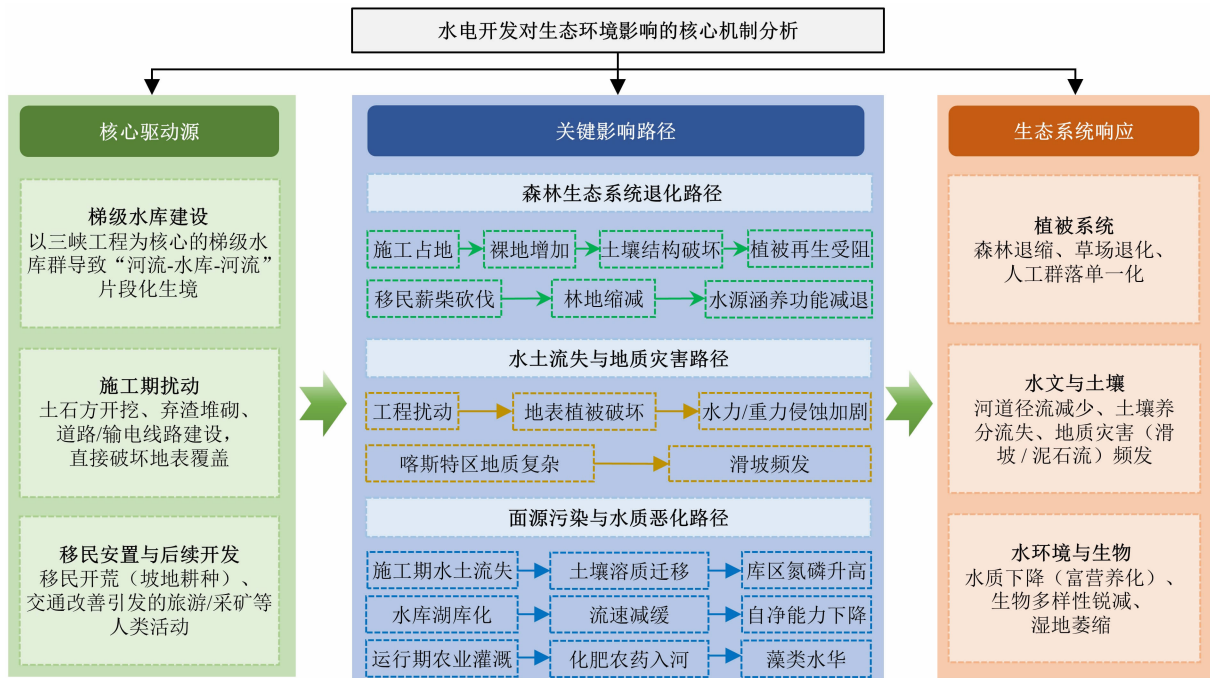 水电开发对生态环境影响的核心机制分析
核心驱动源
梯级水库建设
以三峡工程为核心的梯级水
库群导致“河流-水库-河流”
片段化生境
施工期扰动
土石方开挖、弃渣堆砌、
道路/输电线路建设，
直接破坏地表覆盖
移民安置与后续开发
移民开荒（坡地耕种）、
交通改善引发的旅游/采矿等
人类活动
关键影响路径
森林生态系统退化路径
施工占地 裸地增加 土壤结构破坏 植被再生受阻
移民薪柴砍伐 林地缩减 水源涵养功能减退
水土流失与地质灾害路径
工程扰动 地表植被破坏 水力/重力侵蚀加剧
喀斯特区地质复杂 滑坡频发
面源污染与水质恶化路径
施工期水土流失 土壤溶质迁移 库区氮磷升高
水库湖库化 流速减缓 自净能力下降
运行期农业灌溉 化肥农药入河 藻类水华
生态系统响应
植被系统
森林退缩、草场退化、
人工群落单一化
水文与土壤
河道径流减少、土壤养
分流失、地质灾害（滑
坡 / 泥石流）频发
水环境与生物
水质下降（富营养化）、
生物多样性锐减、
湿地萎缩